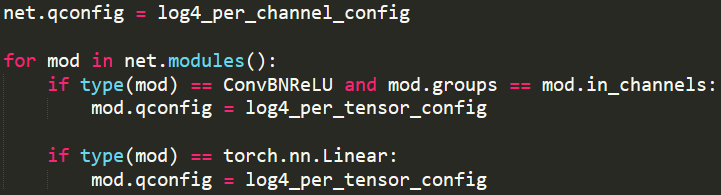 net.qconfig = log4_per_channel_config

for mod in net.modules():
    if type(mod) == ConvBNReLU and mod.groups == mod.in_channels:
        mod.qconfig = log4_per_tensor_config

    if type(mod) == torch.nn.Linear:
        mod.qconfig = log4_per_tensor_config